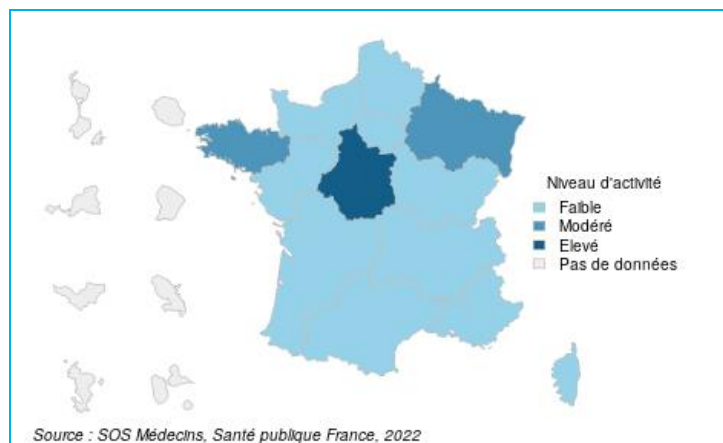 Niveau d'activité
Faible
Modéré
Elevé
Pas de données
Source : SOS Médecins, Santé publique France, 2022